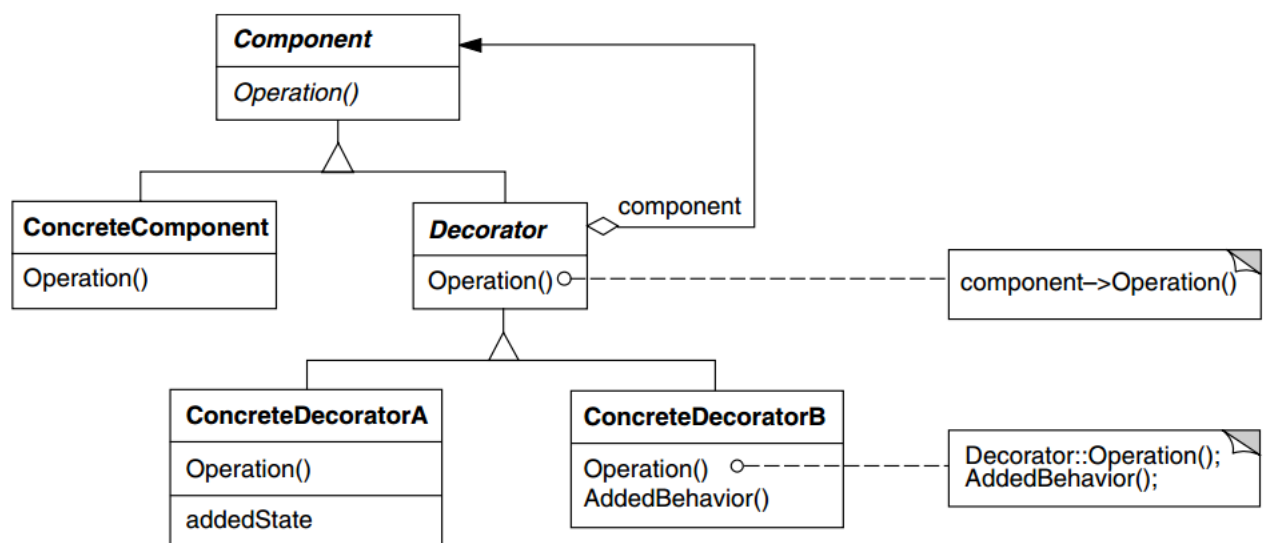 Component
Operation()
ConcreteComponent
Operation()
Decorator
Operation()
component
component–>Operation()
ConcreteDecoratorA
Operation()
addedState
ConcreteDecoratorB
Operation()
AddedBehavior()
Decorator::Operation();
AddedBehavior();